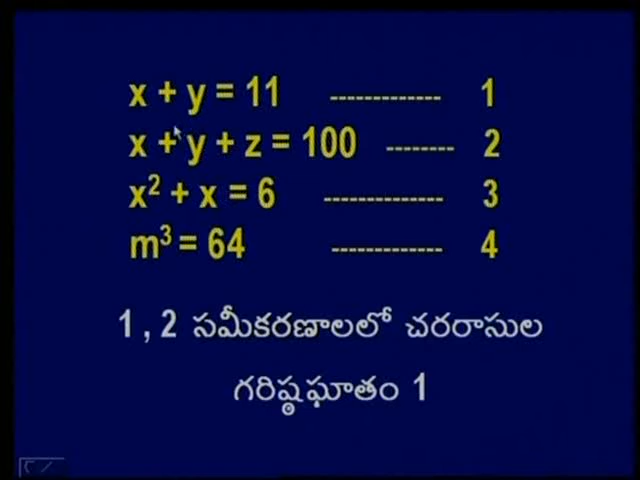 x + y = 11 ------------- 1
x + y + z = 100 -------- 2
x² + x = 6 -------------- 3
m³ = 64 ------------- 4
1 , 2 సమీకరణాలలో చరరాసుల
గరిష్ఠఘాతం 1